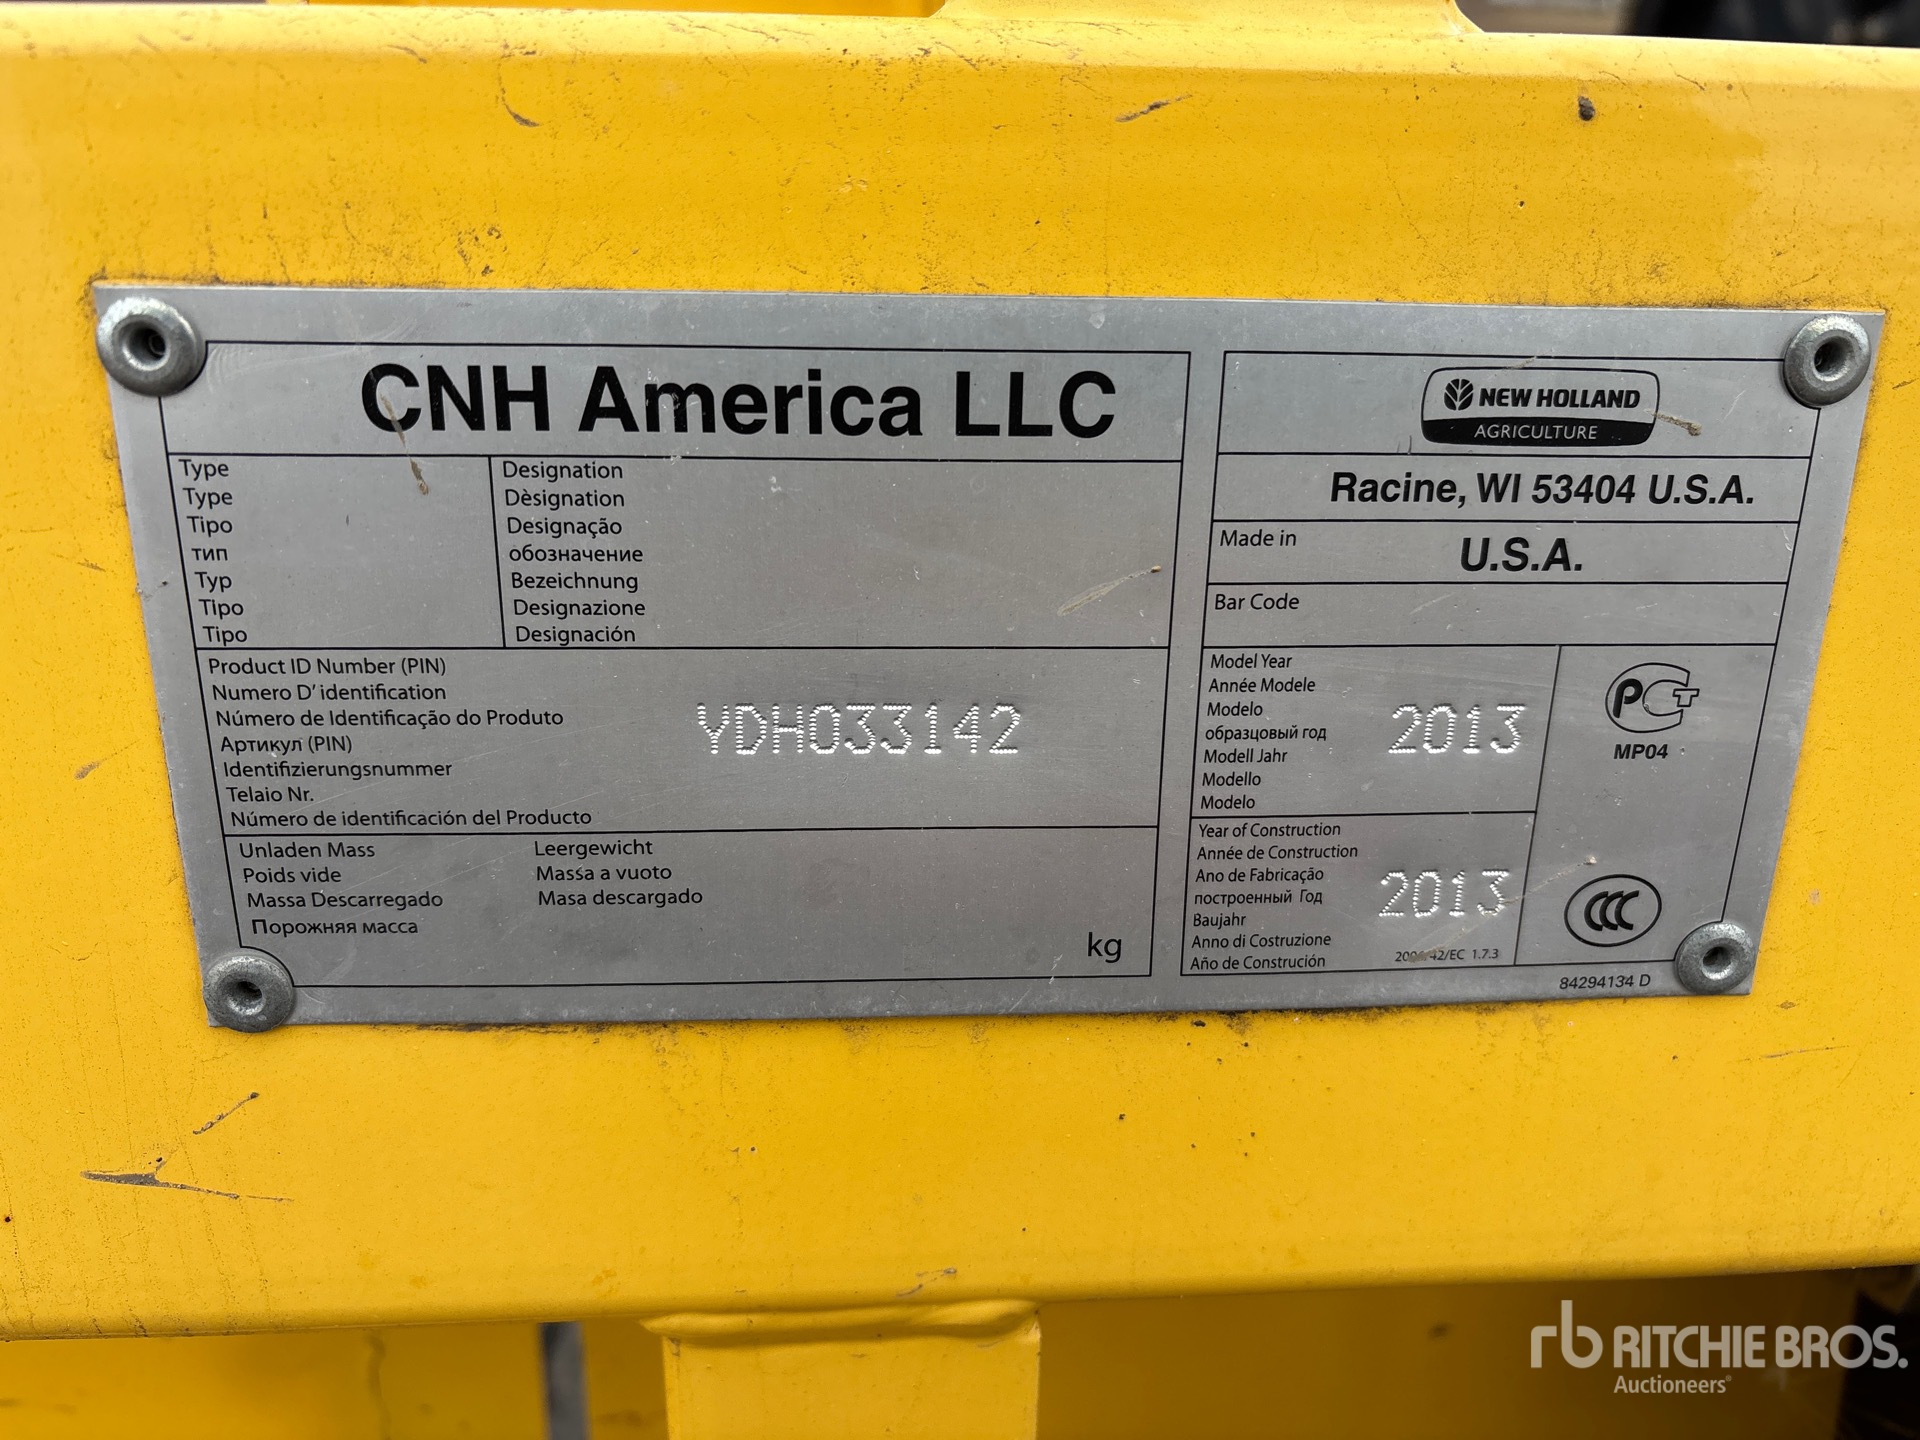 CNH America LLC
Type
Type
Tipo
тип
Typ
Tipo
Tipo
Designation
Dèsignation
Designação
обозначение
Bezeichnung
Designazione
Designación
Product ID Number (PIN)
Numero D' identification
Número de Identificação do Produto
Артикул (PIN)
Identifizierungsnummer
Telaio Nr.
Número de identificación del Producto
YDH033142
Unladen Mass
Poids vide
Massa Descarregado
Порожняя масса
Leergewicht
Massa a vuoto
Masa descargado
kg
NEW HOLLAND
AGRICULTURE
Racine, WI 53404 U.S.A.
Made in
U.S.A.
Bar Code
Model Year
Année Modele
Modelo
образцовый год
Modell Jahr
Modello
Modelo
2013
Year of Construction
Année de Construction
Ano de Fabricação
построенный Год
Baujahr
Anno di Costruzione
Año de Construción
2013
1.7.3
PCT
MP04
CCC
84294134 D
rb RITCHIE BROS.
Auctioneers